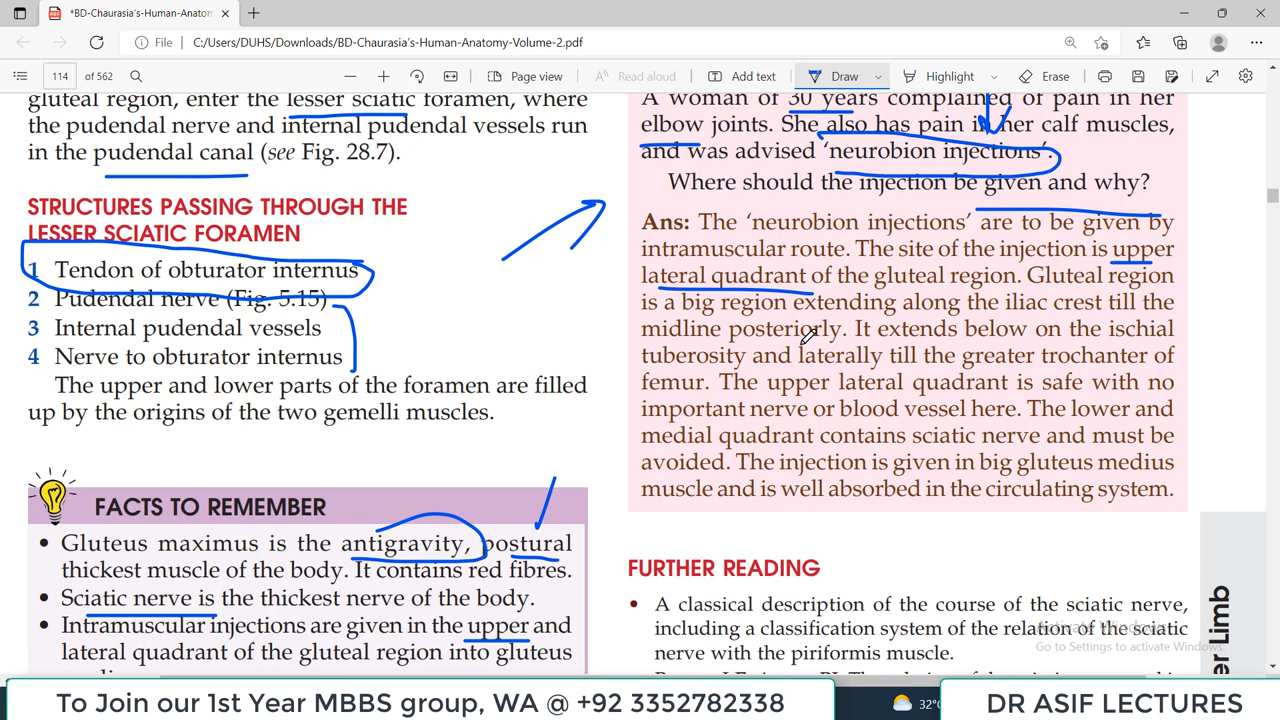 *BD-Chaurasia's-Human-Anatom
File
C:/Users/DUHS/Downloads/BD-Chaurasia's-Human-Anatomy-Volume-2.pdf
114 of 562
Page view
Read aloud
Add text
Draw
Highlight
Erase
gluteal region, enter the lesser sciatic foramen, where
the pudendal nerve and internal pudendal vessels run
in the pudendal canal (see Fig. 28.7).
STRUCTURES PASSING THROUGH THE
LESSER SCIATIC FORAMEN
1 Tendon of obturator internus
2 Pudendal nerve (Fig. 5.15)
3 Internal pudendal vessels
4 Nerve to obturator internus
The upper and lower parts of the foramen are filled
up by the origins of the two gemelli muscles.
FACTS TO REMEMBER
• Gluteus maximus is the antigravity, postural
thickest muscle of the body. It contains red fibres.
• Sciatic nerve is the thickest nerve of the body.
• Intramuscular injections are given in the upper and
lateral quadrant of the gluteal region into gluteus
A woman of 30 years complained of pain in her
elbow joints. She also has pain in her calf muscles,
and was advised 'neurobion injections'.
Where should the injection be given and why?
Ans: The 'neurobion injections' are to be given by
intramuscular route. The site of the injection is upper
lateral quadrant of the gluteal region. Gluteal region
is a big region extending along the iliac crest till the
midline posteriorly. It extends below on the ischial
tuberosity and laterally till the greater trochanter of
femur. The upper lateral quadrant is safe with no
important nerve or blood vessel here. The lower and
medial quadrant contains sciatic nerve and must be
avoided. The injection is given in big gluteus medius
muscle and is well absorbed in the circulating system.
FURTHER READING
• A classical description of the course of the sciatic nerve,
including a classification system of the relation of the sciatic
nerve with the piriformis muscle.
er Limb
Activate Windows
Go to Settings to activate Windows.
32°
To Join our 1st Year MBBS group, WA @ +92 3352782338
DR ASIF LECTURES